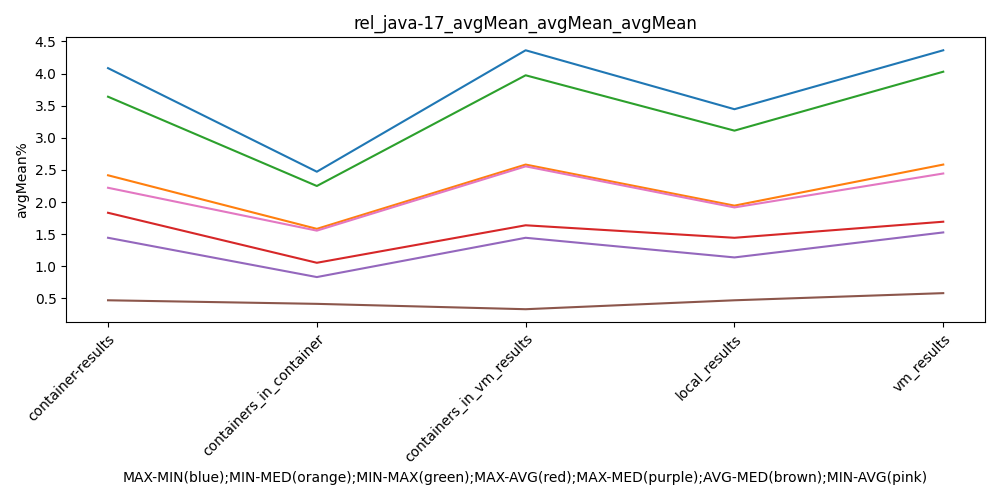 rel_java-17_avgMean_avgMean_avgMean
avgMean%
4.5
4.0
3.5
3.0
2.5
2.0
1.5
1.0
0.5
container-results
containers_in_container
containers_in_vm_results
local_results
vm_results
MAX-MIN(blue);MIN-MED(orange);MIN-MAX(green);MAX-AVG(red);MAX-MED(purple);AVG-MED(brown);MIN-AVG(pink)